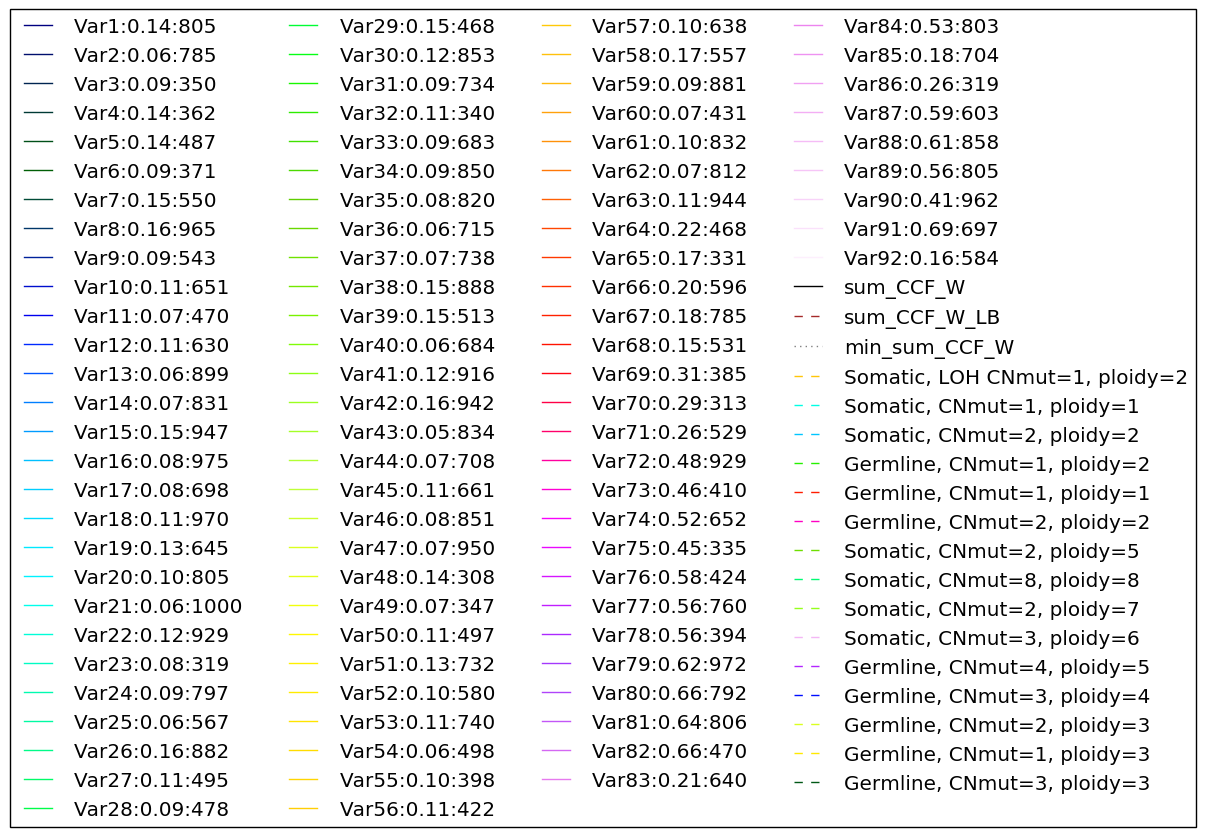 Var1:0.14:805
Var2:0.06:785
Var3:0.09:350
Var4:0.14:362
Var5:0.14:487
Var6:0.09:371
Var7:0.15:550
Var8:0.16:965
Var9:0.09:543
Var10:0.11:651
Var11:0.07:470
Var12:0.11:630
Var13:0.06:899
Var14:0.07:831
Var15:0.15:947
Var16:0.08:975
Var17:0.08:698
Var18:0.11:970
Var19:0.13:645
Var20:0.10:805
Var21:0.06:1000
Var22:0.12:929
Var23:0.08:319
Var24:0.09:797
Var25:0.06:567
Var26:0.16:882
Var27:0.11:495
Var28:0.09:478
Var29:0.15:468
Var30:0.12:853
Var31:0.09:734
Var32:0.11:340
Var33:0.09:683
Var34:0.09:850
Var35:0.08:820
Var36:0.06:715
Var37:0.07:738
Var38:0.15:888
Var39:0.15:513
Var40:0.06:684
Var41:0.12:916
Var42:0.16:942
Var43:0.05:834
Var44:0.07:708
Var45:0.11:661
Var46:0.08:851
Var47:0.07:950
Var48:0.14:308
Var49:0.07:347
Var50:0.11:497
Var51:0.13:732
Var52:0.10:580
Var53:0.11:740
Var54:0.06:498
Var55:0.10:398
Var56:0.11:422
Var57:0.10:638
Var58:0.17:557
Var59:0.09:881
Var60:0.07:431
Var61:0.10:832
Var62:0.07:812
Var63:0.11:944
Var64:0.22:468
Var65:0.17:331
Var66:0.20:596
Var67:0.18:785
Var68:0.15:531
Var69:0.31:385
Var70:0.29:313
Var71:0.26:529
Var72:0.48:929
Var73:0.46:410
Var74:0.52:652
Var75:0.45:335
Var76:0.58:424
Var77:0.56:760
Var78:0.56:394
Var79:0.62:972
Var80:0.66:792
Var81:0.64:806
Var82:0.66:470
Var83:0.21:640
Var84:0.53:803
Var85:0.18:704
Var86:0.26:319
Var87:0.59:603
Var88:0.61:858
Var89:0.56:805
Var90:0.41:962
Var91:0.69:697
Var92:0.16:584
sum_CCF_W
sum_CCF_W_LB
min_sum_CCF_W
Somatic, LOH CNmut=1, ploidy=2
Somatic, CNmut=1, ploidy=1
Somatic, CNmut=2, ploidy=2
Germline, CNmut=1, ploidy=2
Germline, CNmut=1, ploidy=1
Germline, CNmut=2, ploidy=2
Somatic, CNmut=2, ploidy=5
Somatic, CNmut=8, ploidy=8
Somatic, CNmut=2, ploidy=7
Somatic, CNmut=3, ploidy=6
Germline, CNmut=4, ploidy=5
Germline, CNmut=3, ploidy=4
Germline, CNmut=2, ploidy=3
Germline, CNmut=1, ploidy=3
Germline, CNmut=3, ploidy=3